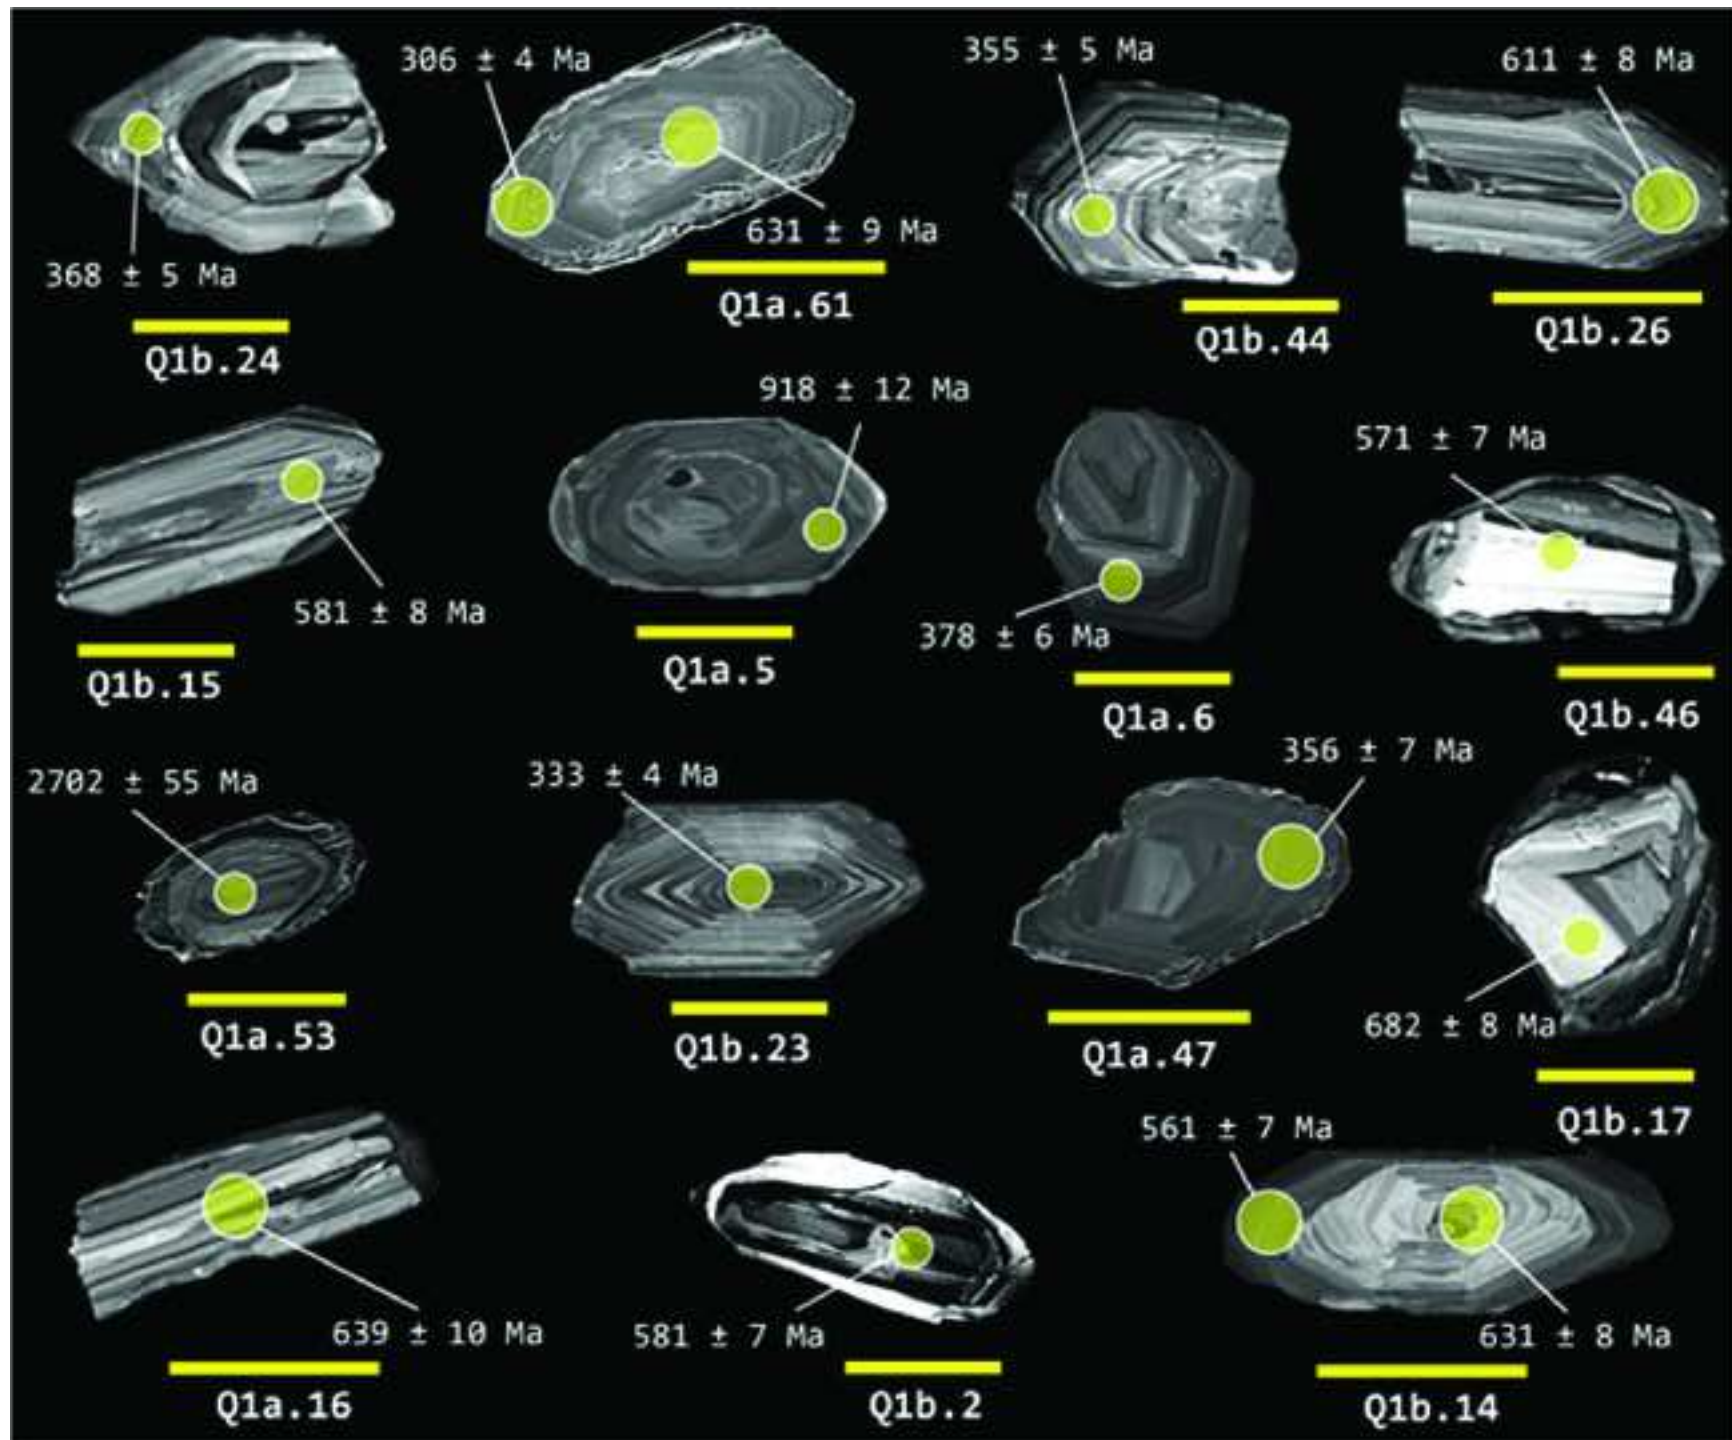 306 ± 4 Ma
355 ± 5 Ma
611 ± 8 Ma
368 ± 5 Ma
631 ± 9 Ma
Q1b.24
Q1a.61
Q1b.44
Q1b.26
918 ± 12 Ma
571 ± 7 Ma
581 ± 8 Ma
378 ± 6 Ma
Q1b.15
Q1a.5
Q1a.6
Q1b.46
2702 ± 55 Ma
333 ± 4 Ma
356 ± 7 Ma
682 ± 8 Ma
Q1a.53
Q1b.23
Q1a.47
Q1b.17
561 ± 7 Ma
639 ± 10 Ma
581 ± 7 Ma
631 ± 8 Ma
Q1a.16
Q1b.2
Q1b.14